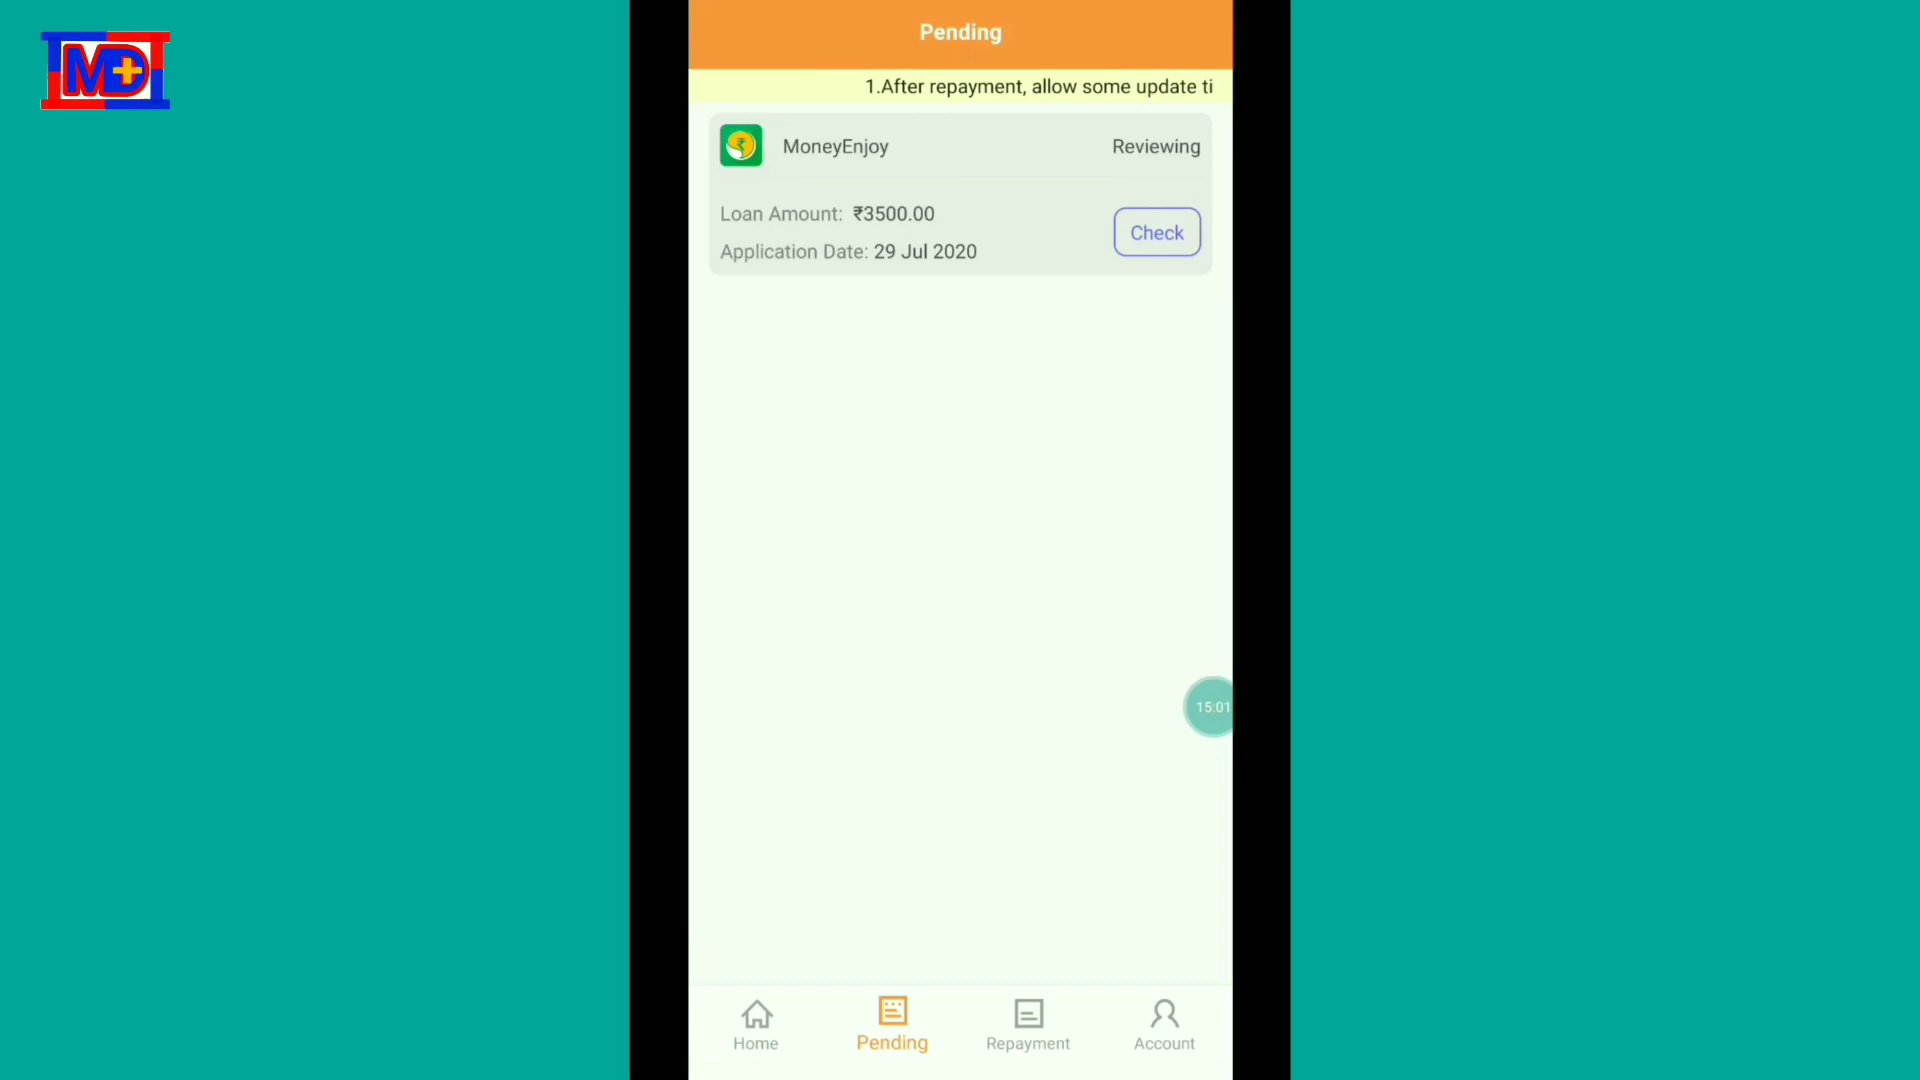 MD+
Pending
1.After repayment, allow some update ti
MoneyEnjoy
Reviewing
Loan Amount: ₹3500.00
Application Date: 29 Jul 2020
Check
15:01
Home
Pending
Repayment
Account